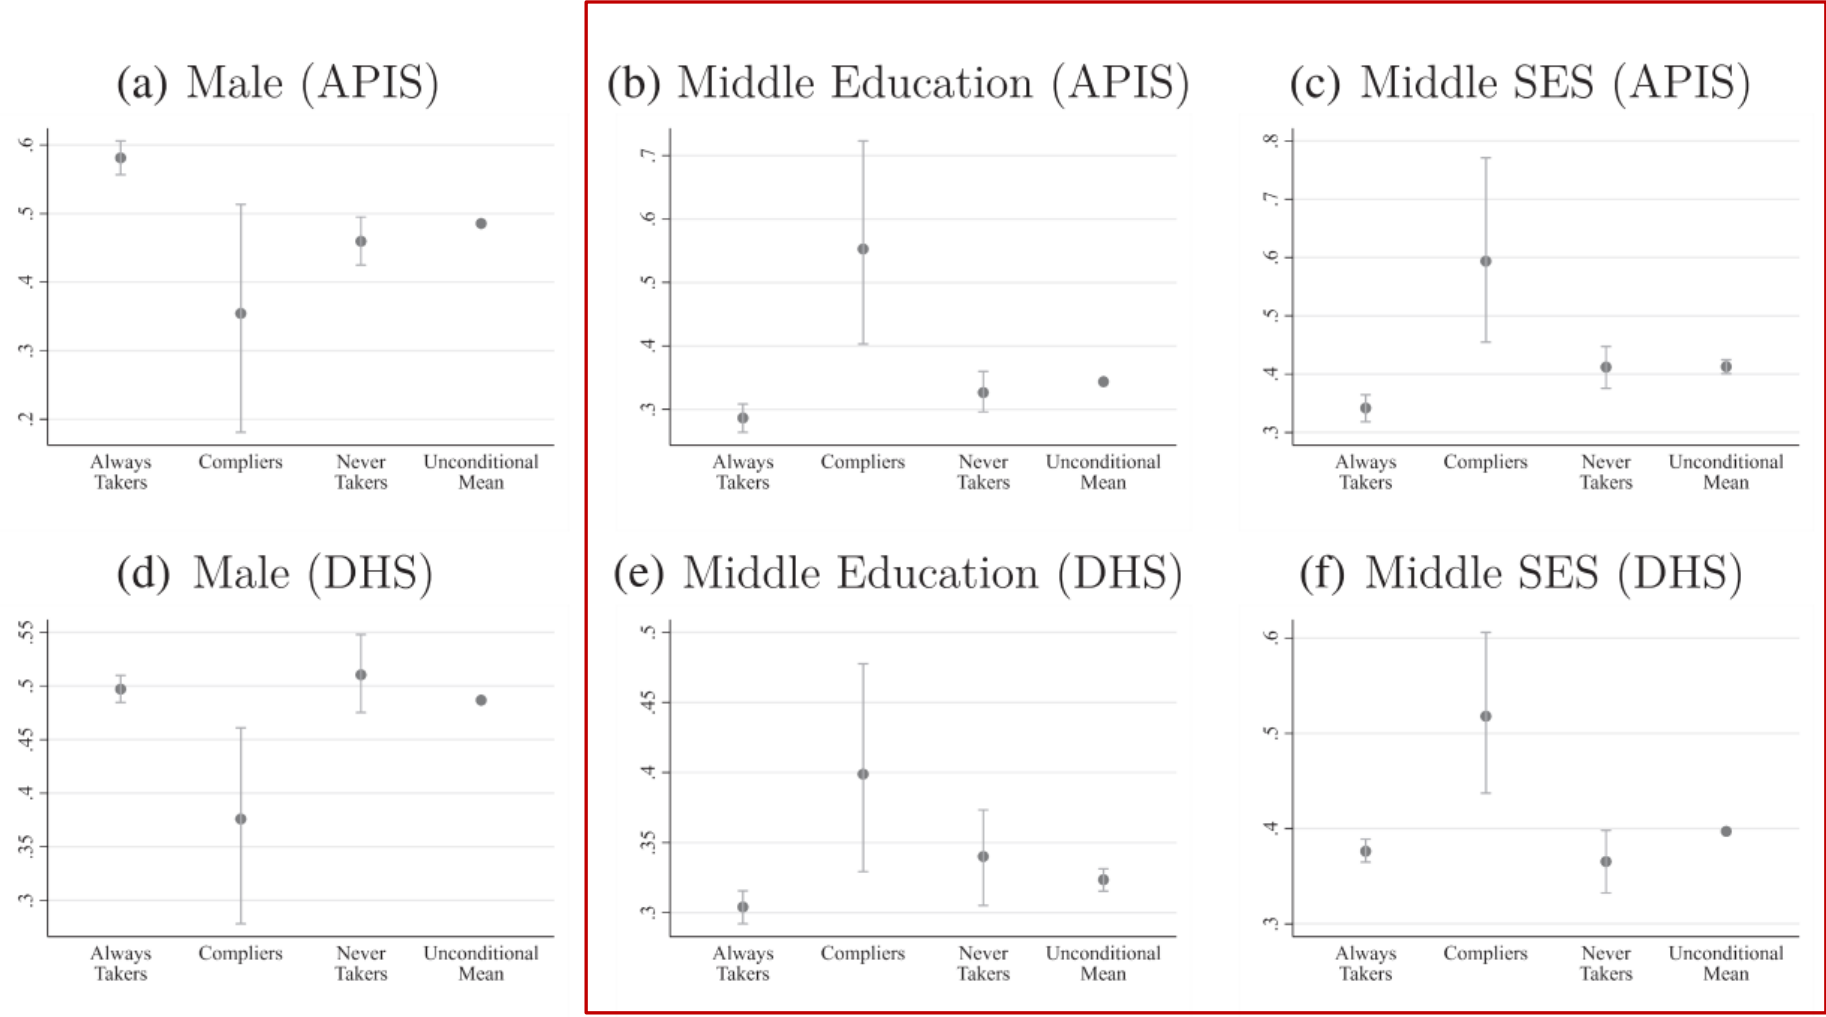 (a) Male (APIS)
.6
.5
.4
.3
.2
Always Takers
Compliers
Never Takers
Unconditional Mean
(b) Middle Education (APIS)
.7
.6
.5
.4
.3
Always Takers
Compliers
Never Takers
Unconditional Mean
(c) Middle SES (APIS)
.8
.7
.6
.5
.4
.3
Always Takers
Compliers
Never Takers
Unconditional Mean
(d) Male (DHS)
.55
.5
.45
.4
.35
.3
Always Takers
Compliers
Never Takers
Unconditional Mean
(e) Middle Education (DHS)
.5
.45
.4
.35
.3
Always Takers
Compliers
Never Takers
Unconditional Mean
(f) Middle SES (DHS)
.6
.5
.4
.3
Always Takers
Compliers
Never Takers
Unconditional Mean